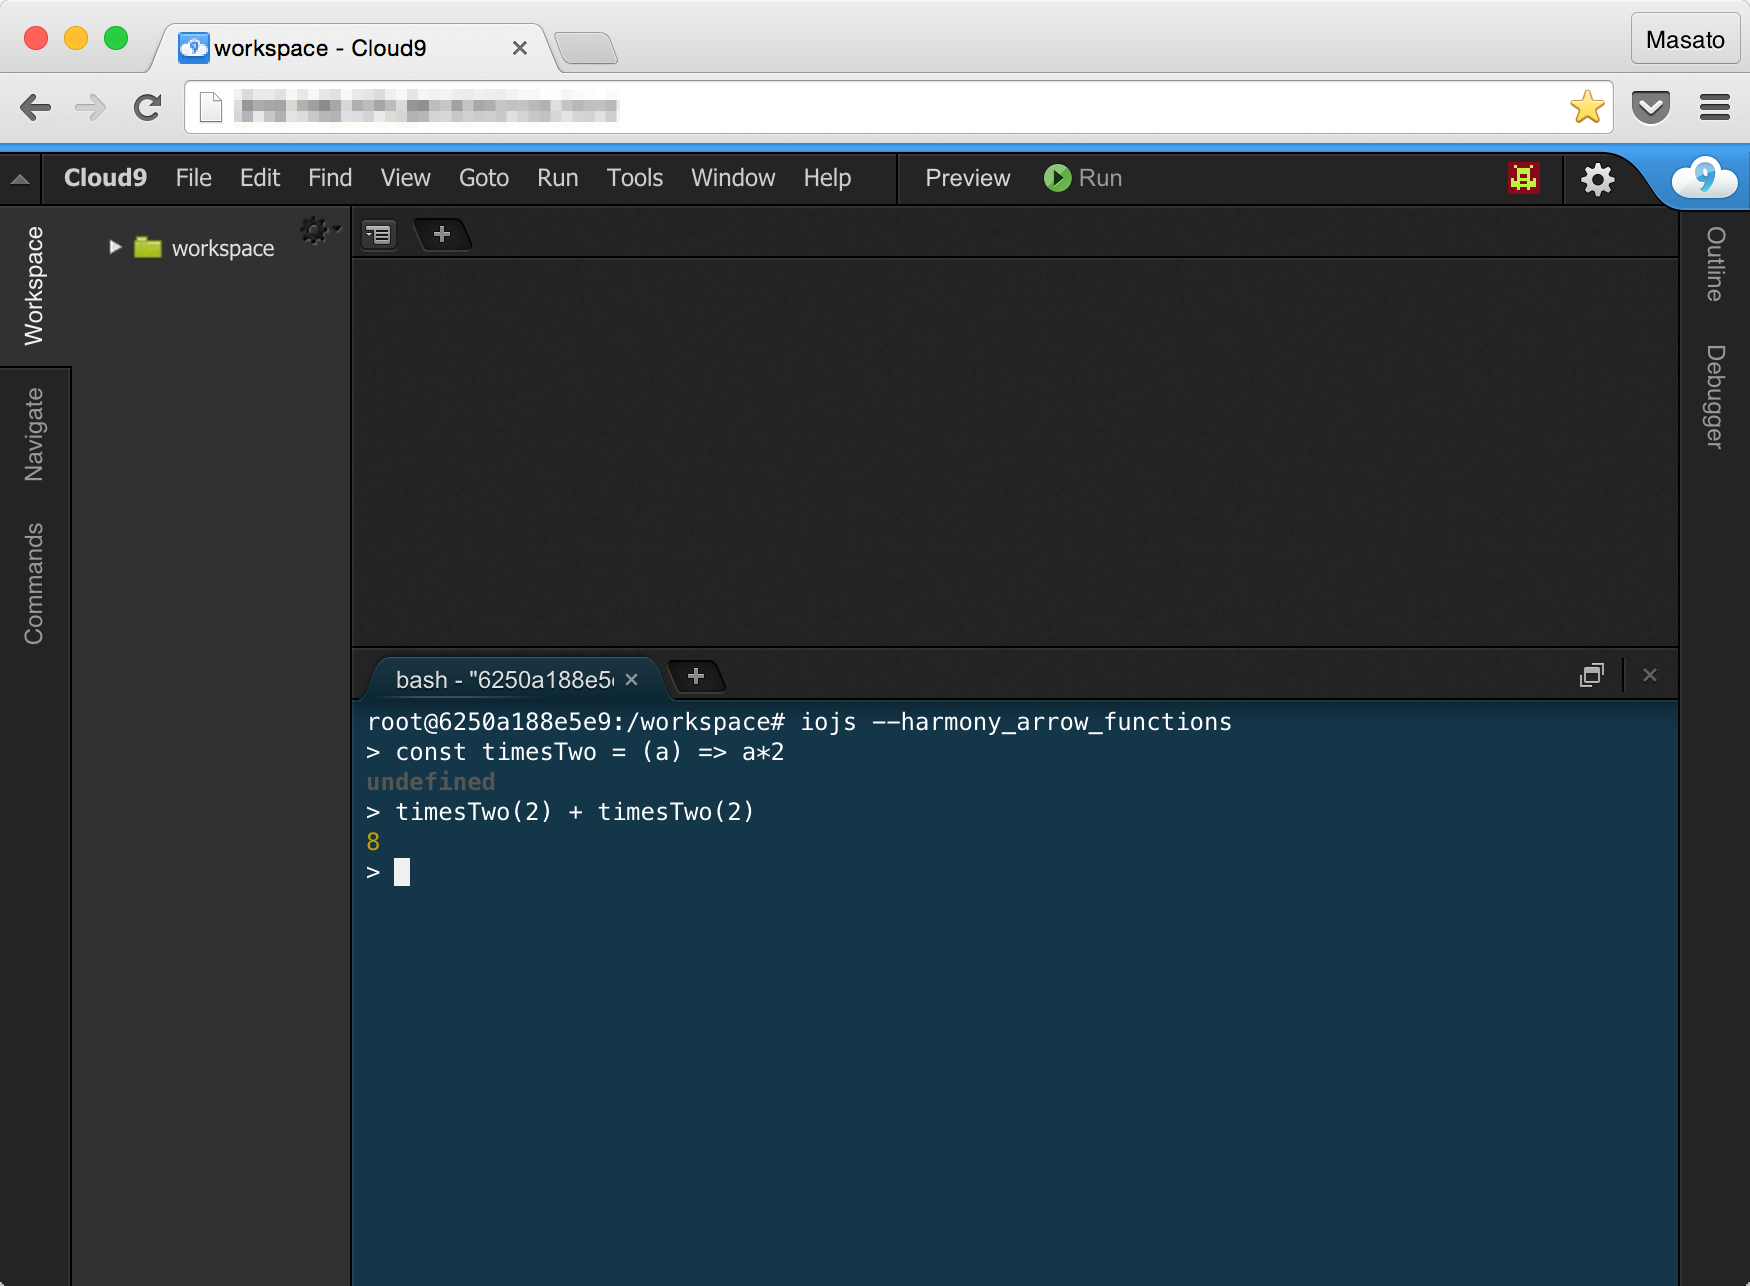 workspace - Cloud9
Masato
Cloud9 File Edit Find View Goto Run Tools Window Help Preview Run
Workspace
Navigate
Commands
workspace
Outline
Debugger
bash - "6250a188e5
root@6250a188e5e9:/workspace# iojs --harmony_arrow_functions
> const timesTwo = (a) => a*2
undefined
> timesTwo(2) + timesTwo(2)
8
>